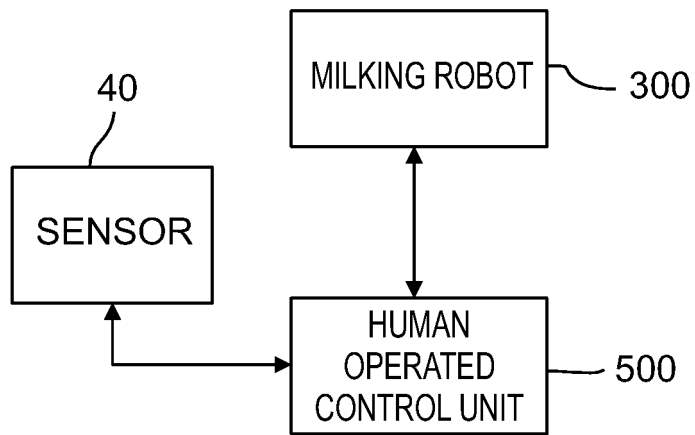 MILKING ROBOT
300
40
SENSOR
HUMAN
OPERATED
CONTROL UNIT
500